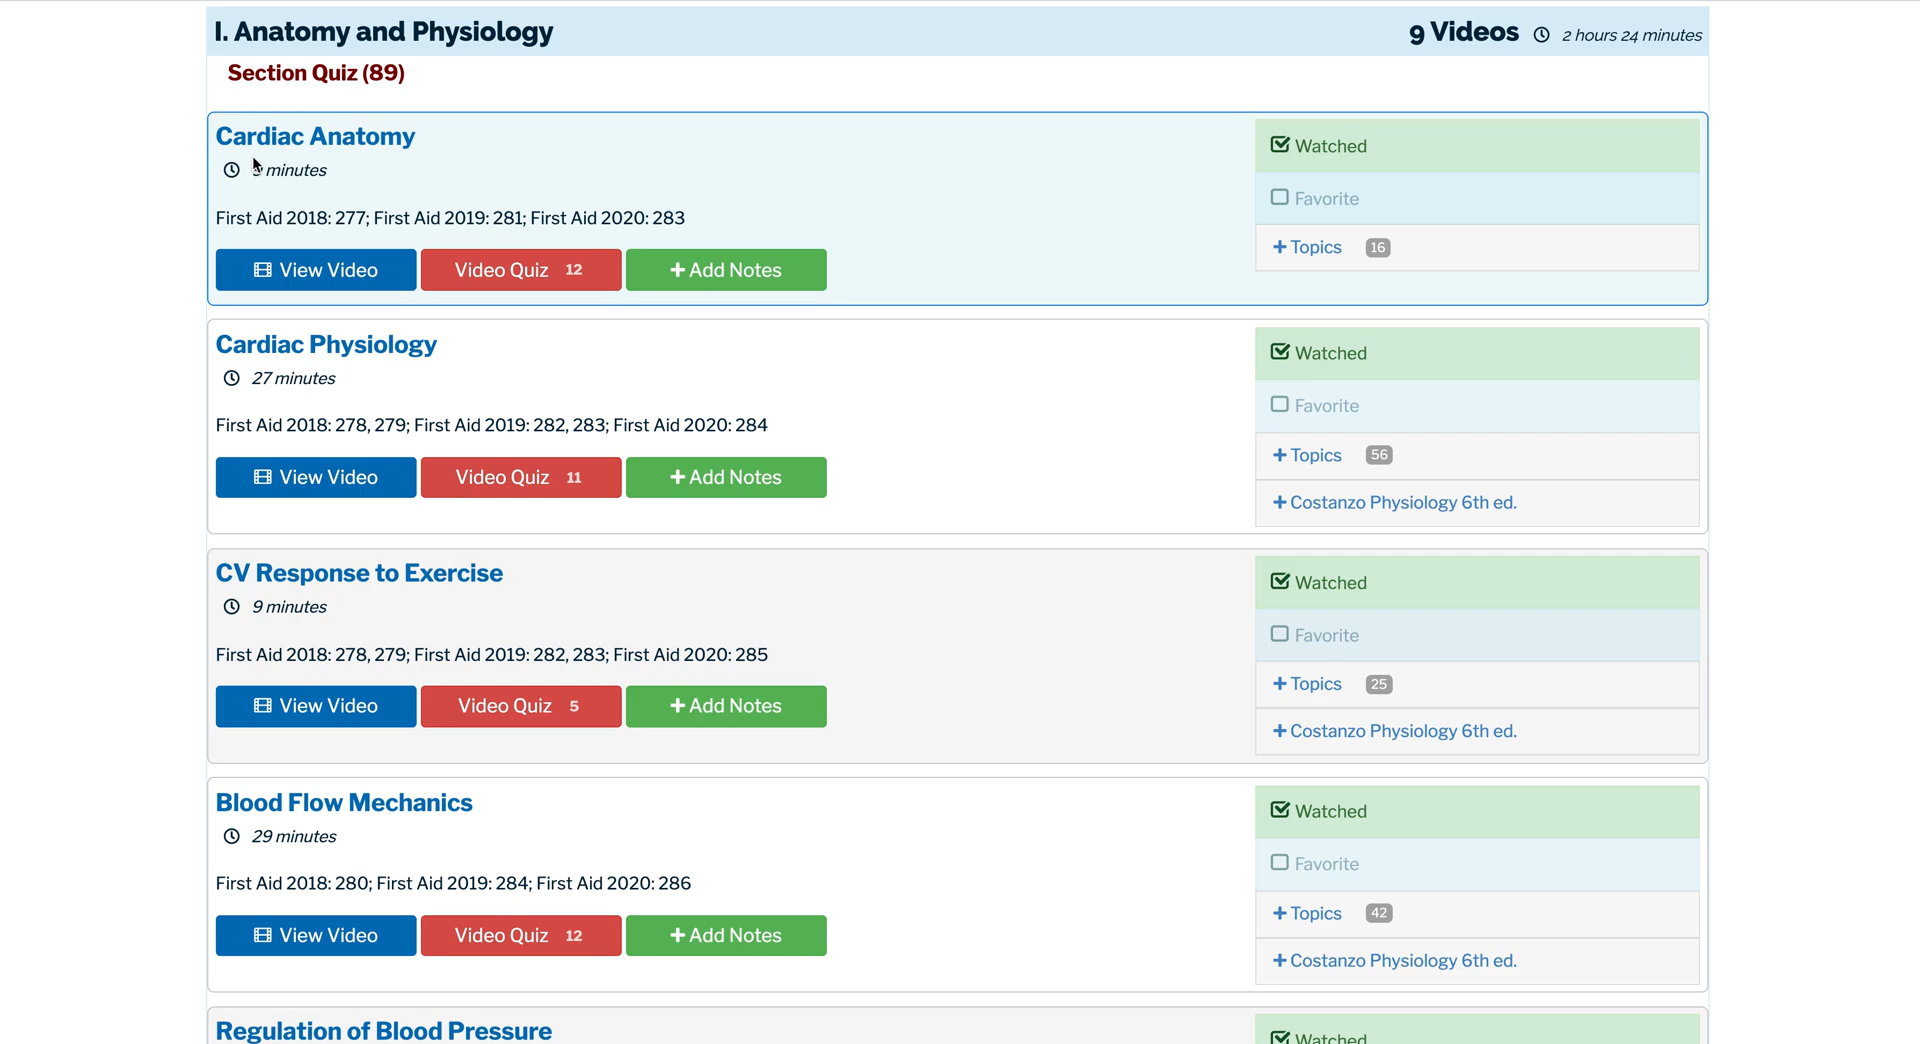 I. Anatomy and Physiology
9 Videos 2 hours 24 minutes
Section Quiz (89)
Cardiac Anatomy
minutes
First Aid 2018: 277; First Aid 2019: 281; First Aid 2020: 283
View Video Video Quiz 12 + Add Notes
Watched
Favorite
+ Topics 16
Cardiac Physiology
27 minutes
First Aid 2018: 278, 279; First Aid 2019: 282, 283; First Aid 2020: 284
View Video Video Quiz 11 + Add Notes
Watched
Favorite
+ Topics 56
+ Costanzo Physiology 6th ed.
CV Response to Exercise
9 minutes
First Aid 2018: 278, 279; First Aid 2019: 282, 283; First Aid 2020: 285
View Video Video Quiz 5 + Add Notes
Watched
Favorite
+ Topics 25
+ Costanzo Physiology 6th ed.
Blood Flow Mechanics
29 minutes
First Aid 2018: 280; First Aid 2019: 284; First Aid 2020: 286
View Video Video Quiz 12 + Add Notes
Watched
Favorite
+ Topics 42
+ Costanzo Physiology 6th ed.
Regulation of Blood Pressure
Watched